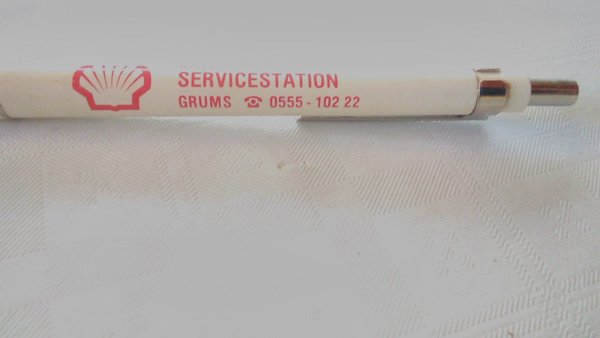 SERVICESTATION
GRUMS ☎ 0555 - 102 22